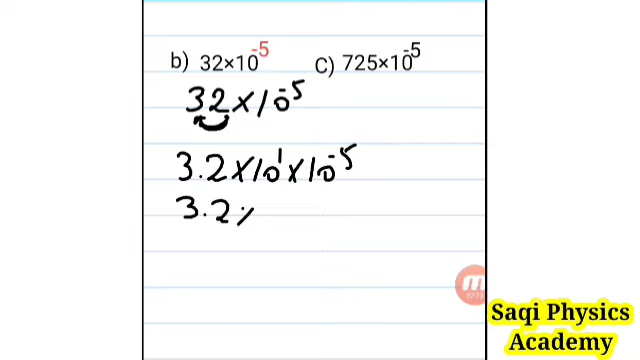 b) 32×10⁻⁵ C) 725×10⁻⁵
32×10⁻⁵
3.2×10¹×10⁻⁵
3.2×
Saqi Physics
Academy